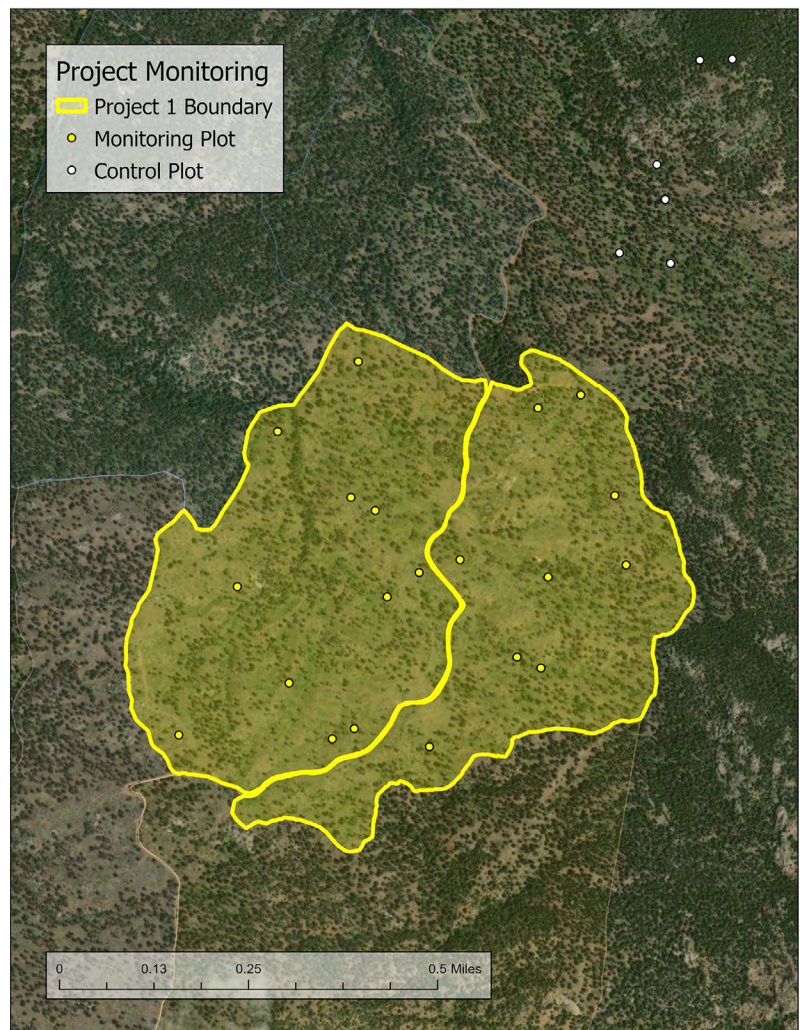 Project Monitoring
Project 1 Boundary
Monitoring Plot
Control Plot
0 0.13 0.25 0.5 Miles